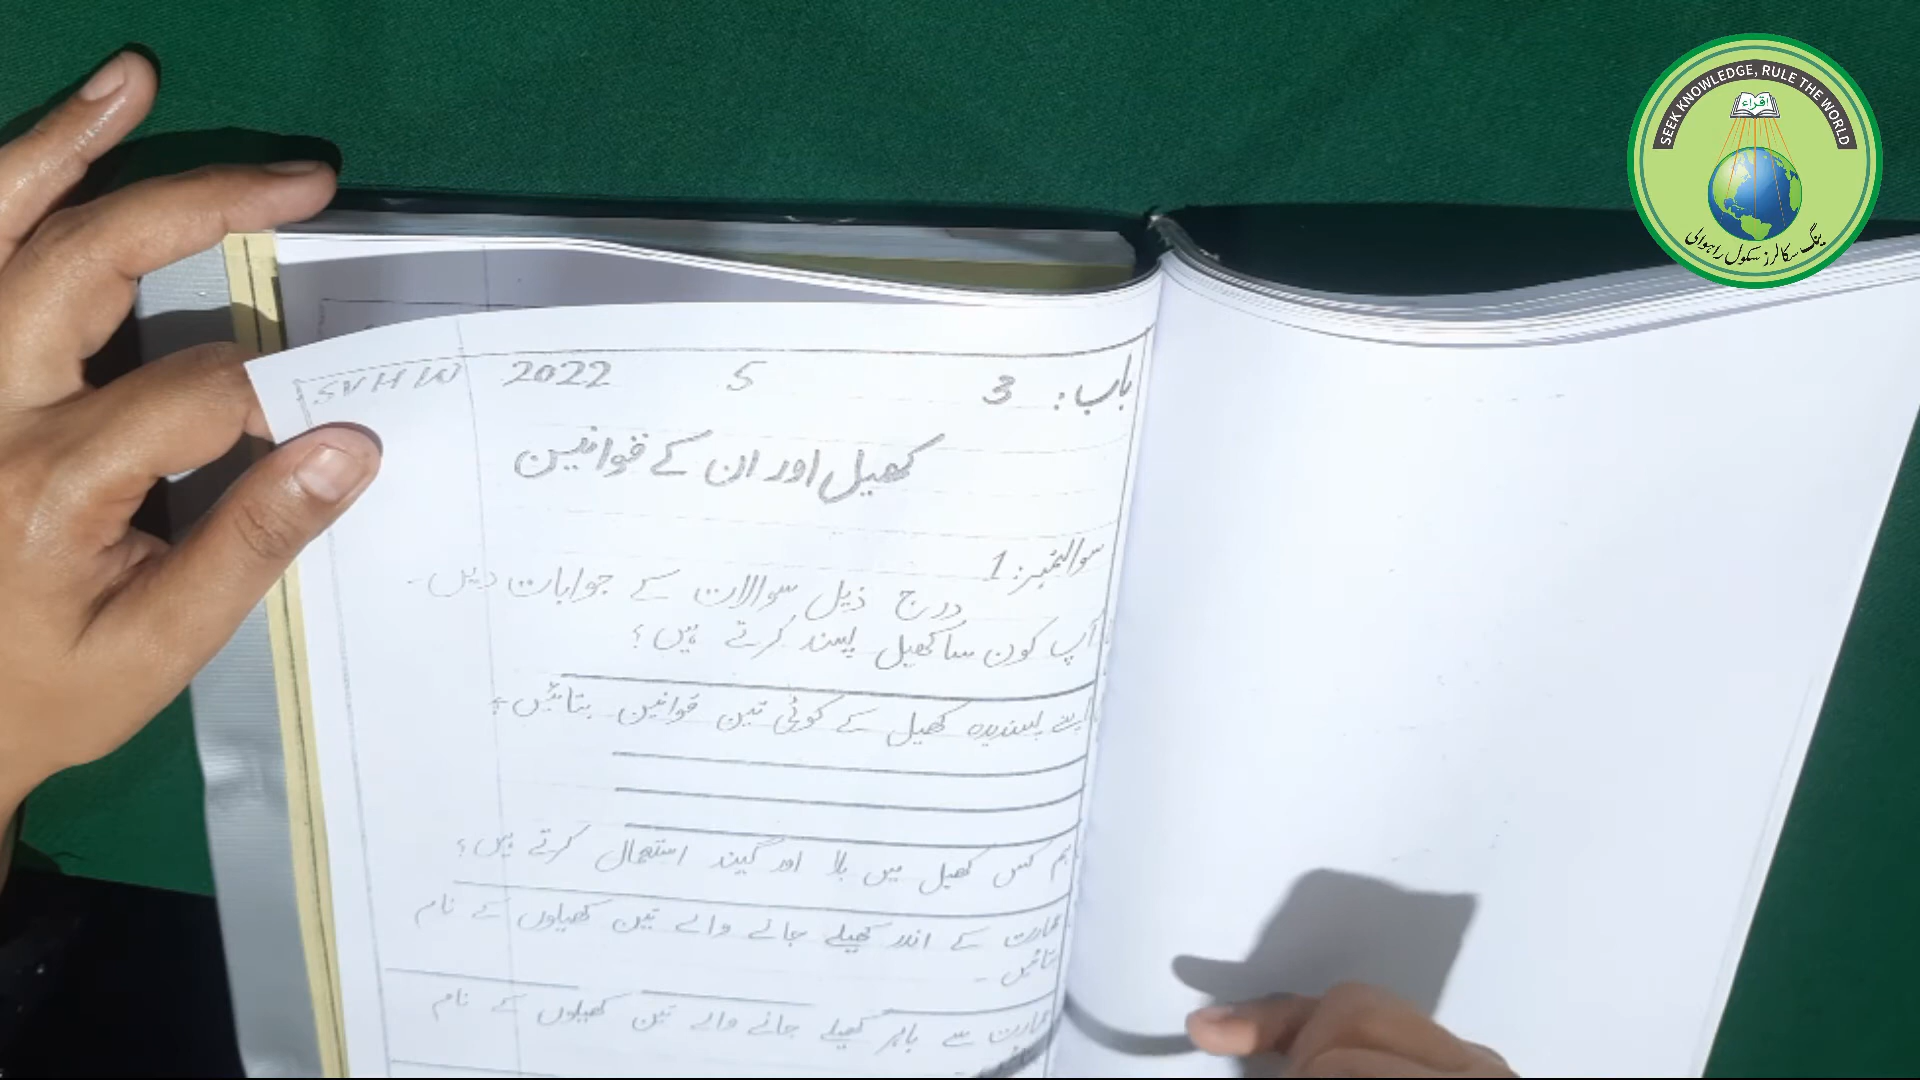 SEEK KNOWLEDGE, RULE THE WORLD
اقراء
ینگ سکالرز سکول راہوالی
باب: 3 5 2022 SVHW
کھیل اور ان کے قوانین
سوالنمبر: 1
درج ذیل سوالات کے جوابات دیں۔
آپ کون سا کھیل پسند کرتے ہیں؟
اپنے پسندیدہ کھیل کے کوئی تین قوانین بتائیں؟
ہم کس کھیل میں بلا اور گیند استعمال کرتے ہیں؟
عمارت کے اندر کھیلے جانے والے تین کھیلوں کے نام
بتائیں۔
عمارت سے باہر کھیلے جانے والے تین کھیلوں کے نام